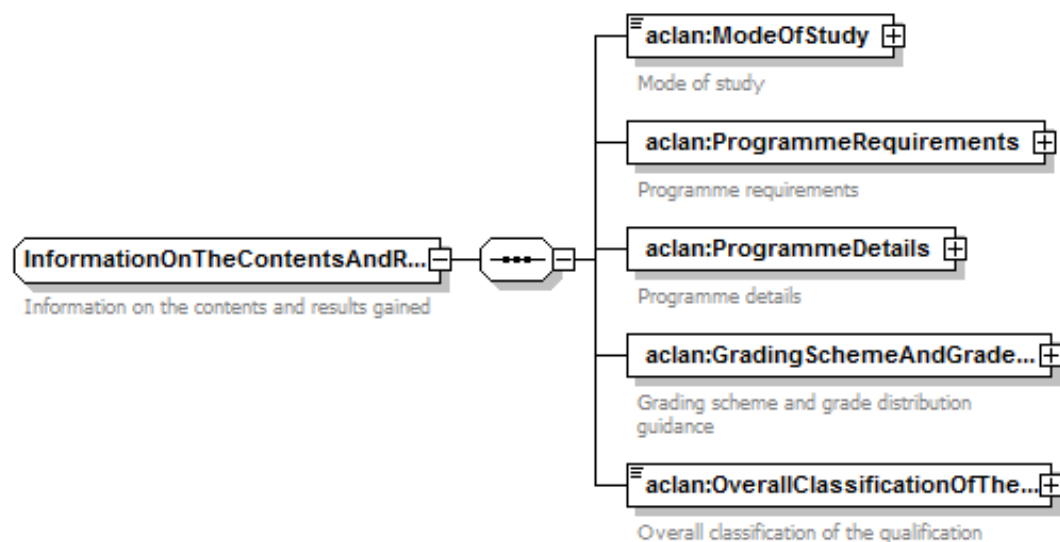 aclan:ModeOfStudy
Mode of study
aclan:ProgrammeRequirements
Programme requirements
aclan:ProgrammeDetails
Programme details
InformationOnTheContentsAndR...
Information on the contents and results gained
aclan:GradingSchemeAndGrade...
Grading scheme and grade distribution
guidance
aclan:OverallClassificationOfThe...
Overall classification of the qualification